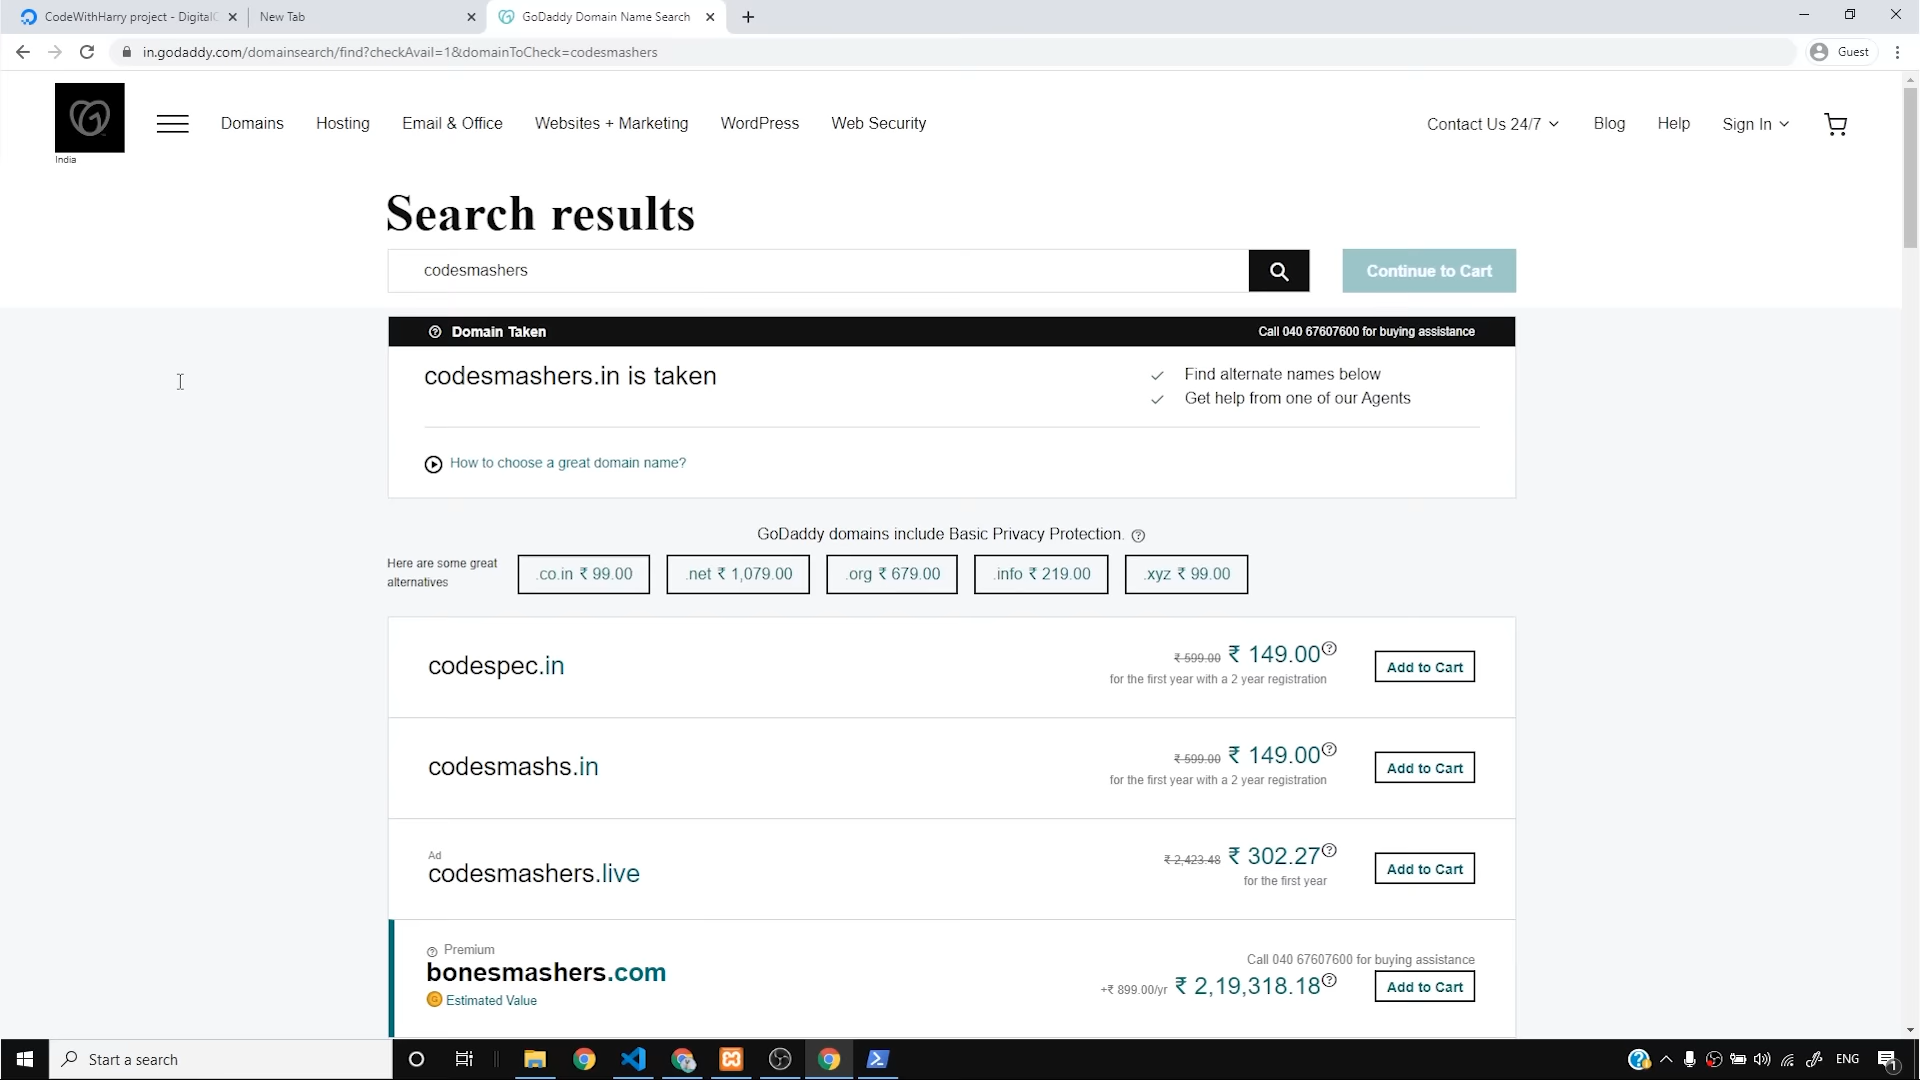 CodeWithHarry project - DigitalO
New Tab
GoDaddy Domain Name Search
in.godaddy.com/domainsearch/find?checkAvail=1&domainToCheck=codesmashers
Guest
India
Domains
Hosting
Email & Office
Websites + Marketing
WordPress
Web Security
Contact Us 24/7
Blog
Help
Sign In
Search results
codesmashers
Continue to Cart
Domain Taken
Call 040 67607600 for buying assistance
codesmashers.in is taken
Find alternate names below
Get help from one of our Agents
How to choose a great domain name?
GoDaddy domains include Basic Privacy Protection.
Here are some great
alternatives
.co.in ₹ 99.00
.net ₹ 1,079.00
.org ₹ 679.00
.info ₹ 219.00
.xyz ₹ 99.00
codespec.in
₹ 599.00 ₹ 149.00
for the first year with a 2 year registration
Add to Cart
codesmashs.in
₹ 599.00 ₹ 149.00
for the first year with a 2 year registration
Add to Cart
Ad
codesmashers.live
₹ 2,423.48 ₹ 302.27
for the first year
Add to Cart
Premium
bonesmashers.com
Estimated Value
Call 040 67607600 for buying assistance
+₹ 899.00/yr ₹ 2,19,318.18
Add to Cart
Start a search
ENG
1